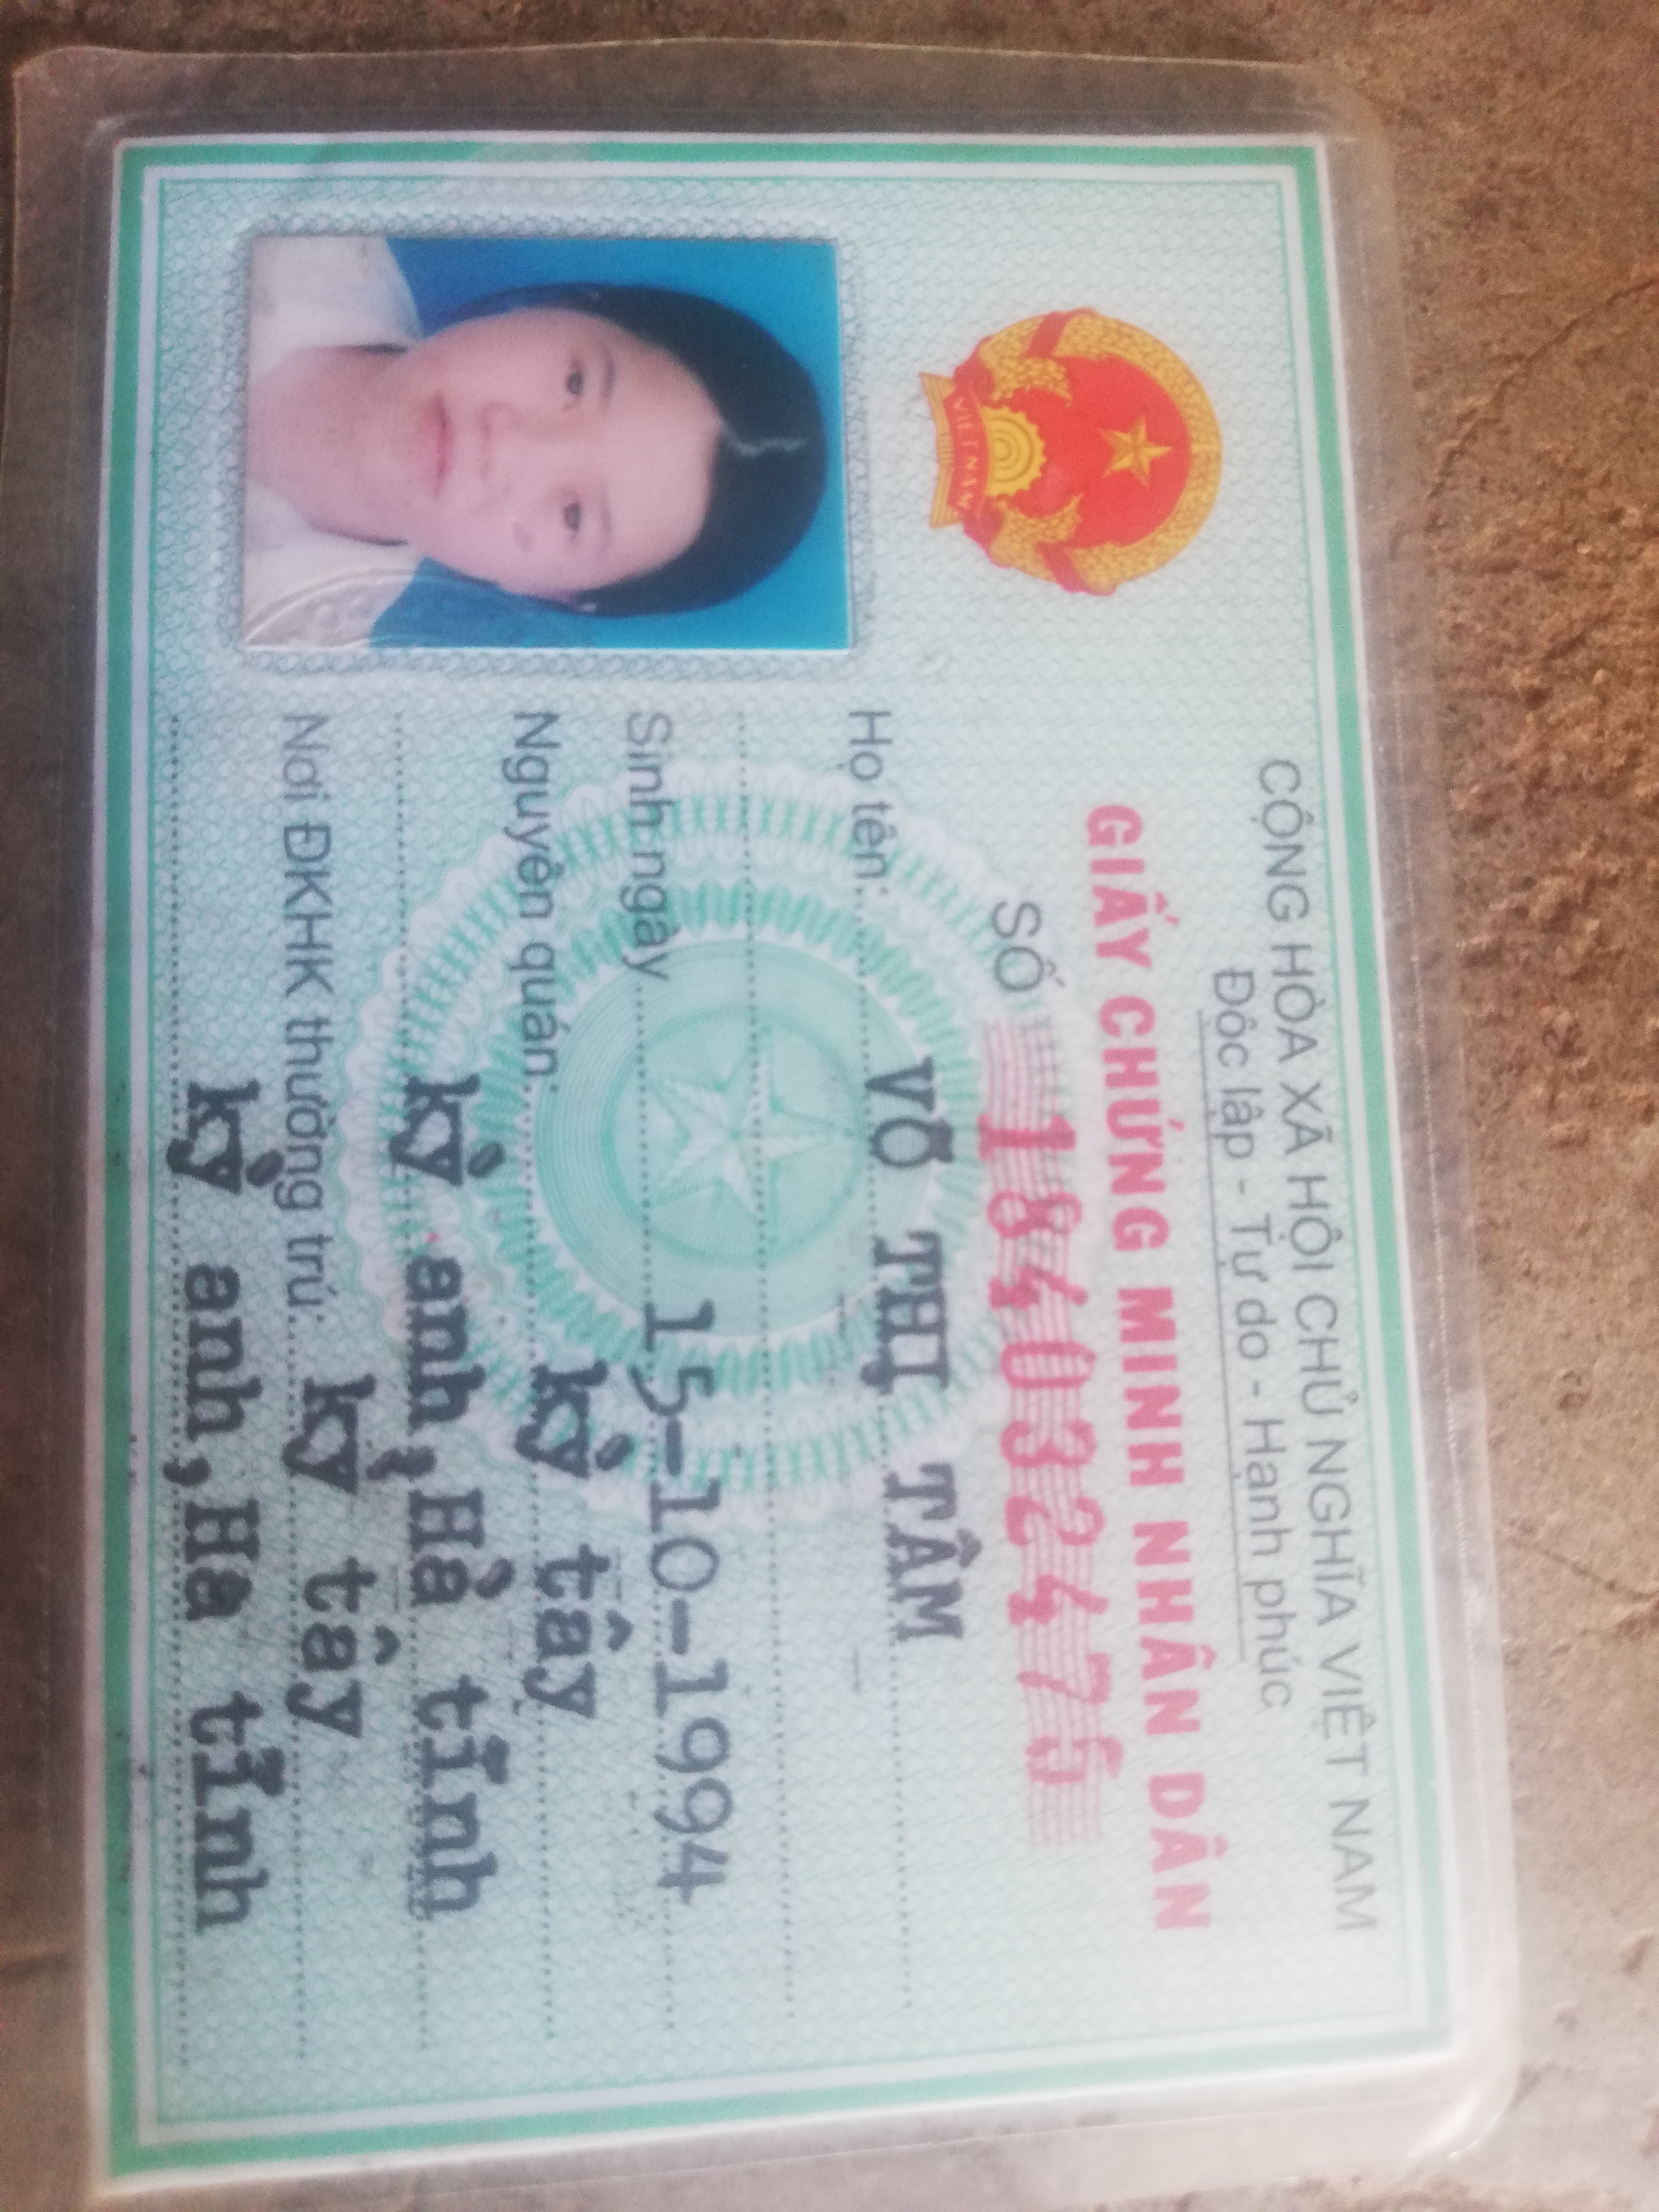 CỘNG HÒA XÃ HỘI CHỦ NGHĨA VIỆT NAM
Độc lập - Tự do - Hạnh phúc
GIẤY CHỨNG MINH NHÂN DÂN
SỐ 184032475
Họ tên: VÕ THỊ TÂM
Sinh ngày 15-10-1994
Nguyên quán: Kỳ tây
Kỳ anh, Hà tĩnh
Nơi ĐKHK thường trú: Kỳ tây
Kỳ anh, Hà tĩnh
VIỆT NAM